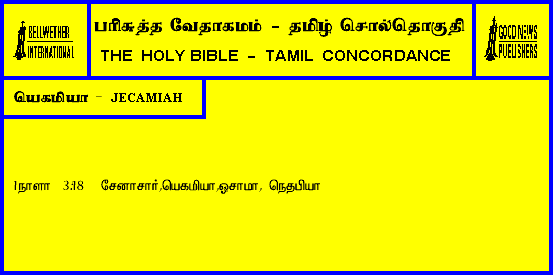 BELLWETHER
INTERNATIONAL
பரிசுத்த வேதாகமம் - தமிழ் சொல்தொகுதி
THE HOLY BIBLE - TAMIL CONCORDANCE
GOOD NEWS
PUBLISHERS
யெகமியா - JECAMIAH
1நாளா 3:18 சேனாசார்,யெகமியா,ஒசாமா, நெதபியா